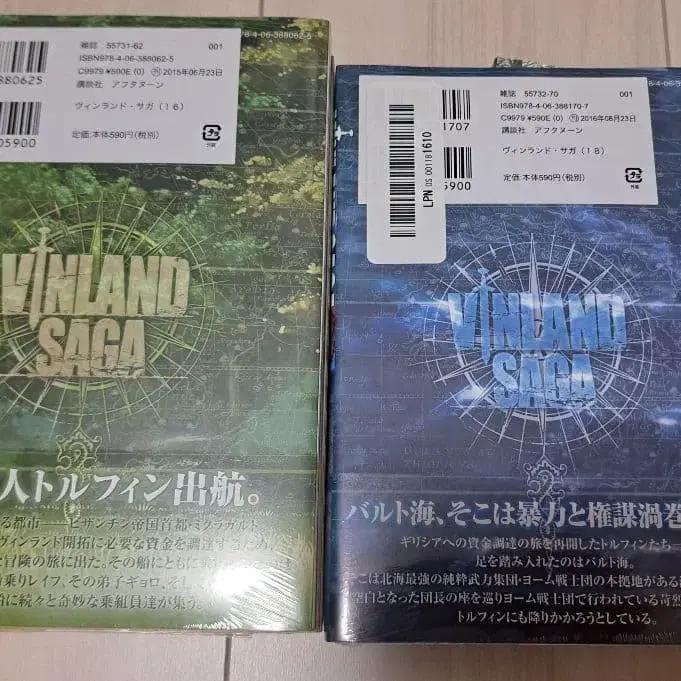 -4-06-388062-5
380625
05900
雑誌 55731-62 001
ISBN978-4-06-388062-5
C9979 ¥590E (0) 2015年06月23日
講談社 アフタヌーン
ヴィンランド・サガ(16)
定価:本体590円(税別)
VINLAND
SAGA
人トルフィン出航。
る都市――ビザンチン帝国首都・ミクラガルド
ヴィンランド開拓に必要な資金を調達するため、
冒険の旅に出た。その船にともに
乗りレイフ、その弟子ギョロ、そし
船に続々と奇妙な乗組員達が集う。
1707
5900
LPN 0S 001181610
雑誌 55732-70 001
ISBN978-4-06-388170-7
C9979 ¥590E (0) 2016年08月23日
講談社 アフタヌーン
ヴィンランド・サガ(18)
定価:本体590円(税別)
VINLAND
SAGA
バルト海、そこは暴力と権謀渦巻
ギリシアへの資金調達の旅を再開したトルフィンたち―
足を踏み入れたのはバルト海。
こは北海最強の純粋武力集団・ヨーム戦士団の本拠地がある海
空白となった団長の座を巡りヨーム戦士団で行われている苛烈
トルフィンにも降りかかろうとしている。